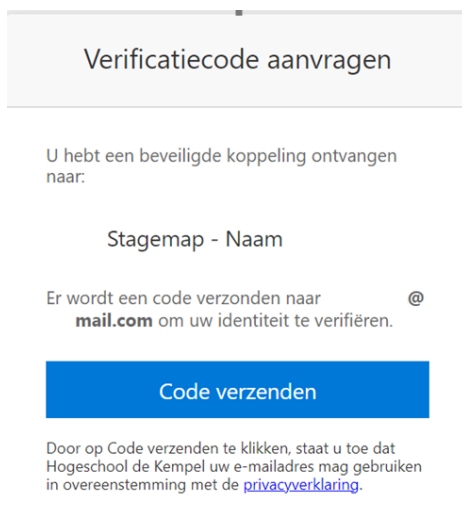 Verificatiecode aanvragen
U hebt een beveiligde koppeling ontvangen
naar:
Stagemap - Naam
Er wordt een code verzonden naar @
mail.com om uw identiteit te verifiëren.
Code verzenden
Door op Code verzenden te klikken, staat u toe dat
Hogeschool de Kempel uw e-mailadres mag gebruiken
in overeenstemming met de privacyverklaring.